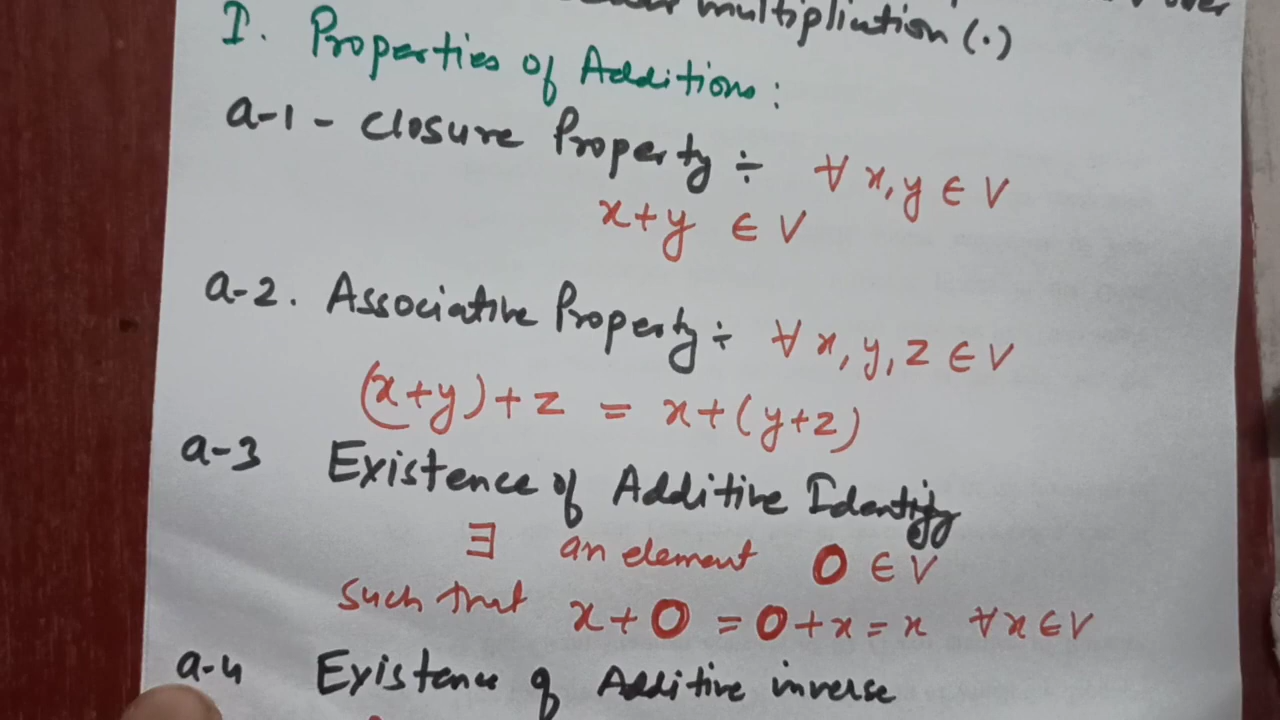 multiplication (.)
I. Properties of Additions:
a-1 - Closure Property ÷ ∀ x, y ∈ V
x+y ∈ V
a-2. Associative Property ÷ ∀ x, y, z ∈ V
(x+y)+z = x+(y+z)
a-3 Existence of Additive Identity
∃ an element 0 ∈ V
such that x+0 = 0+x = x ∀x ∈ V
a-4 Existence of Additive inverse